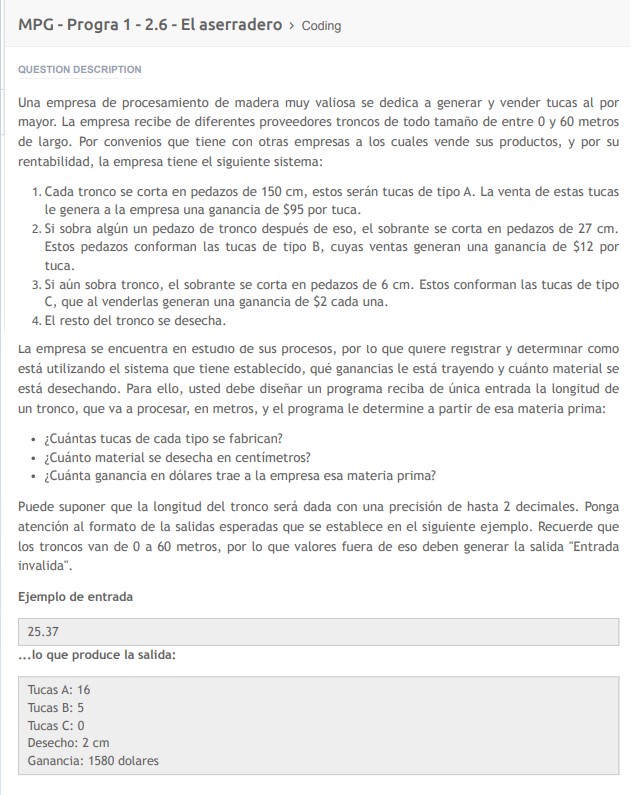 MPG - Progra 1 - 2.6 - El aserradero › Coding
QUESTION DESCRIPTION
Una empresa de procesamiento de madera muy valiosa se dedica a generar y vender tucas al por
mayor. La empresa recibe de diferentes proveedores troncos de todo tamaño de entre 0 y 60 metros
de largo. Por convenios que tiene con otras empresas a los cuales vende sus productos, y por su
rentabilidad, la empresa tiene el siguiente sistema:
1. Cada tronco se corta en pedazos de 150 cm, estos serán tucas de tipo A. La venta de estas tucas
le genera a la empresa una ganancia de $95 por tuca.
2. Si sobra algún un pedazo de tronco después de eso, el sobrante se corta en pedazos de 27 cm.
Estos pedazos conforman las tucas de tipo B, cuyas ventas generan una ganancia de $12 por
tuca.
3. Si aún sobra tronco, el sobrante se corta en pedazos de 6 cm. Estos conforman las tucas de tipo
C, que al venderlas generan una ganancia de $2 cada una.
4. El resto del tronco se desecha.
La empresa se encuentra en estudio de sus procesos, por lo que quiere registrar y determinar como
está utilizando el sistema que tiene establecido, qué ganancias le está trayendo y cuánto material se
está desechando. Para ello, usted debe diseñar un programa reciba de única entrada la longitud de
un tronco, que va a procesar, en metros, y el programa le determine a partir de esa materia prima:
• ¿Cuántas tucas de cada tipo se fabrican?
• ¿Cuánto material se desecha en centímetros?
• ¿Cuánta ganancia en dólares trae a la empresa esa materia prima?
Puede suponer que la longitud del tronco será dada con una precisión de hasta 2 decimales. Ponga
atención al formato de la salidas esperadas que se establece en el siguiente ejemplo. Recuerde que
los troncos van de 0 a 60 metros, por lo que valores fuera de eso deben generar la salida "Entrada
invalida".
Ejemplo de entrada
25.37
...lo que produce la salida:
Tucas A: 16
Tucas B: 5
Tucas C: 0
Desecho: 2 cm
Ganancia: 1580 dolares